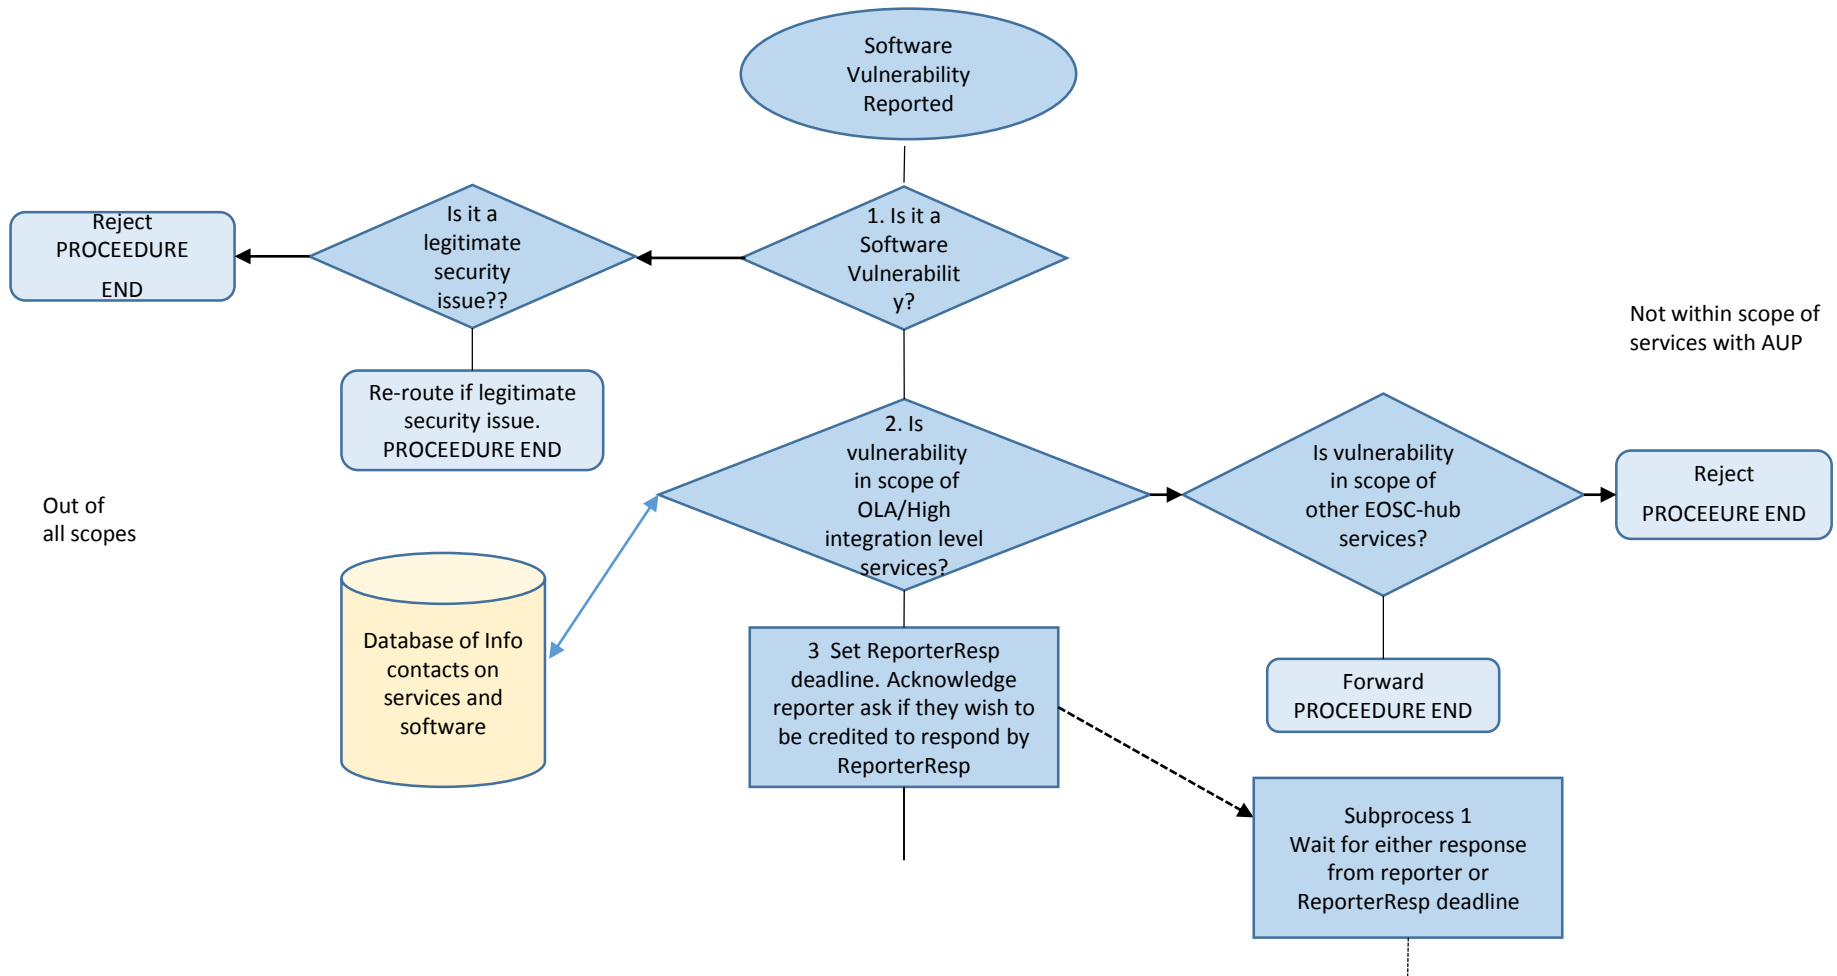 Software
Vulnerability
Reported
Is it a
legitimate
security
issue??
1. Is it a
Software
Vulnerabilit
y?
Reject
PROCEEDURE
END
Re-route if legitimate
security issue.
PROCEEDURE END
Not within scope of
services with AUP
2. Is
vulnerability
in scope of
OLA/High
integration level
services?
Is vulnerability
in scope of
other EOSC-hub
services?
Reject
PROCEEURE END
Out of
all scopes
Database of Info
contacts on
services and
software
3 Set ReporterResp
deadline. Acknowledge
reporter ask if they wish to
be credited to respond by
ReporterResp
Forward
PROCEEDURE END
Subprocess 1
Wait for either response
from reporter or
ReporterResp deadline